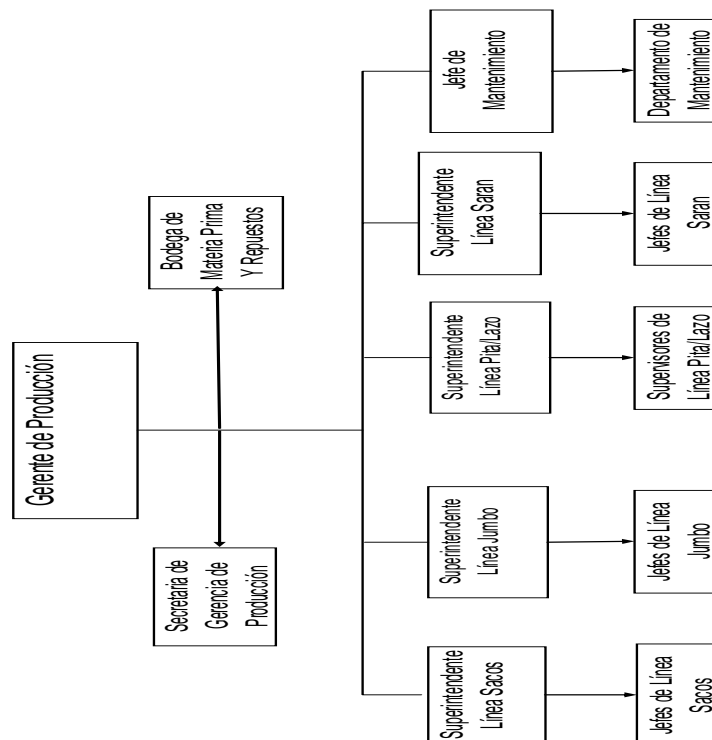 Gerente de Producción
Secretaria de
Gerencia de
Producción
Bodega de
Materia Prima
Y Repuestos
Superintendente
Línea Sacos
Superintendente
Línea Jumbo
Superintendente
Línea Pita/Lazo
Superintendente
Línea Saran
Jefe de
Mantenimiento
Jefes de Línea
Sacos
Jefes de Línea
Jumbo
Supervisores de
Línea Pita/Lazo
Jefes de Línea
Saran
Departamento de
Mantenimiento